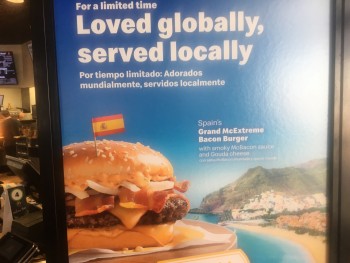 For a limited time
Loved globally,
served locally
Por tiempo limitado: Adorados
mundialmente, servidos localmente
Spain's
Grand McExtreme
Bacon Burger
with smoky McBacon sauce
and Gouda cheese